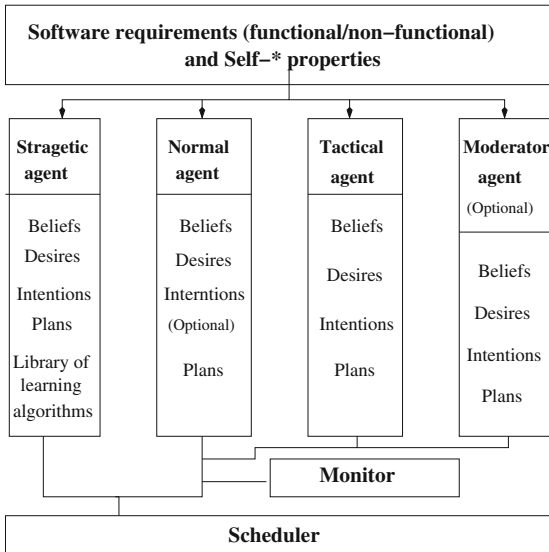 Software requirements (functional/non−functional)
and Self−* properties
Stragetic
agent
Beliefs
Desires
Intentions
Plans
Library of
learning
algorithms
Normal
agent
Beliefs
Desires
Interntions
(Optional)
Plans
Tactical
agent
Beliefs
Desires
Intentions
Plans
Moderator
agent
(Optional)
Beliefs
Desires
Intentions
Plans
Monitor
Scheduler